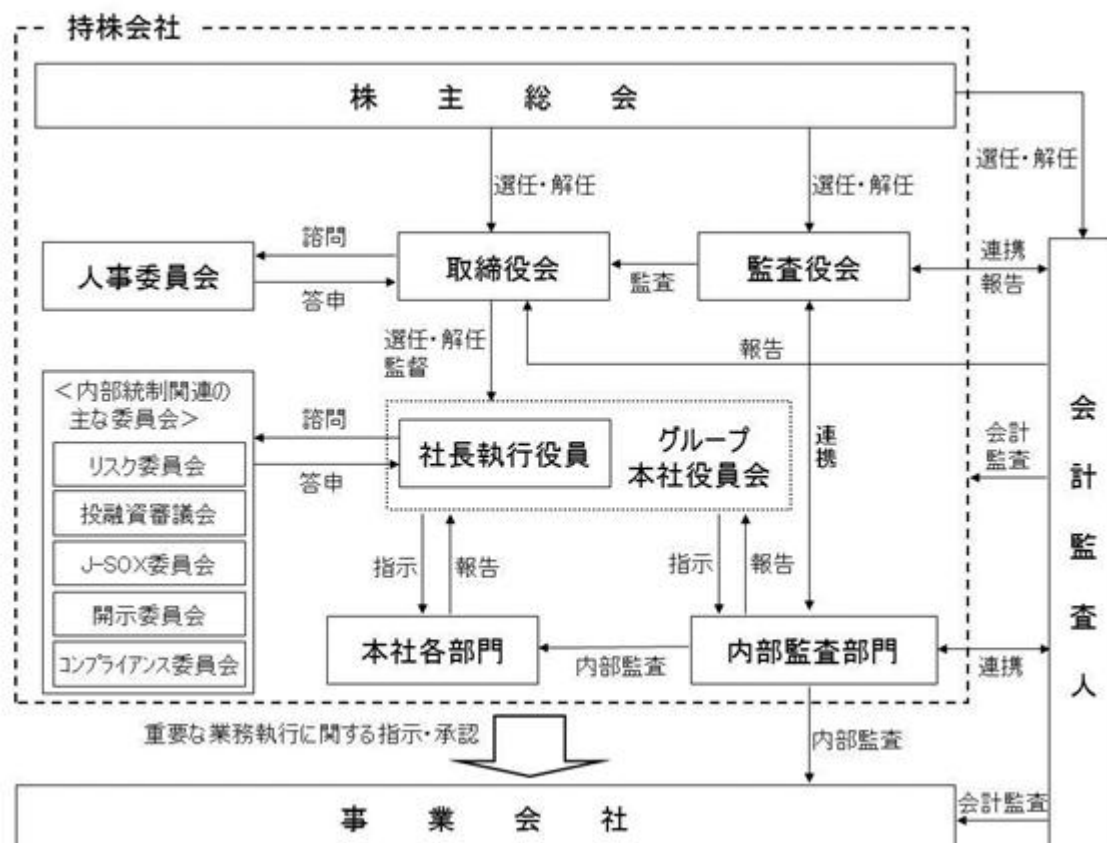 持株会社
株主総会
選任・解任
選任・解任
選任・解任
人事委員会
諮問
答申
取締役会
監査
監査役会
連携
報告
選任・解任
監督
報告
＜内部統制関連の
主な委員会＞
リスク委員会
投融資審議会
J-SOX委員会
開示委員会
コンプライアンス委員会
諮問
答申
社長執行役員
グループ
本社役員会
連携
会計
監査
会計監査人
指示
報告
指示
報告
本社各部門
内部監査
内部監査部門
連携
重要な業務執行に関する指示・承認
内部監査
事業会社
会計監査